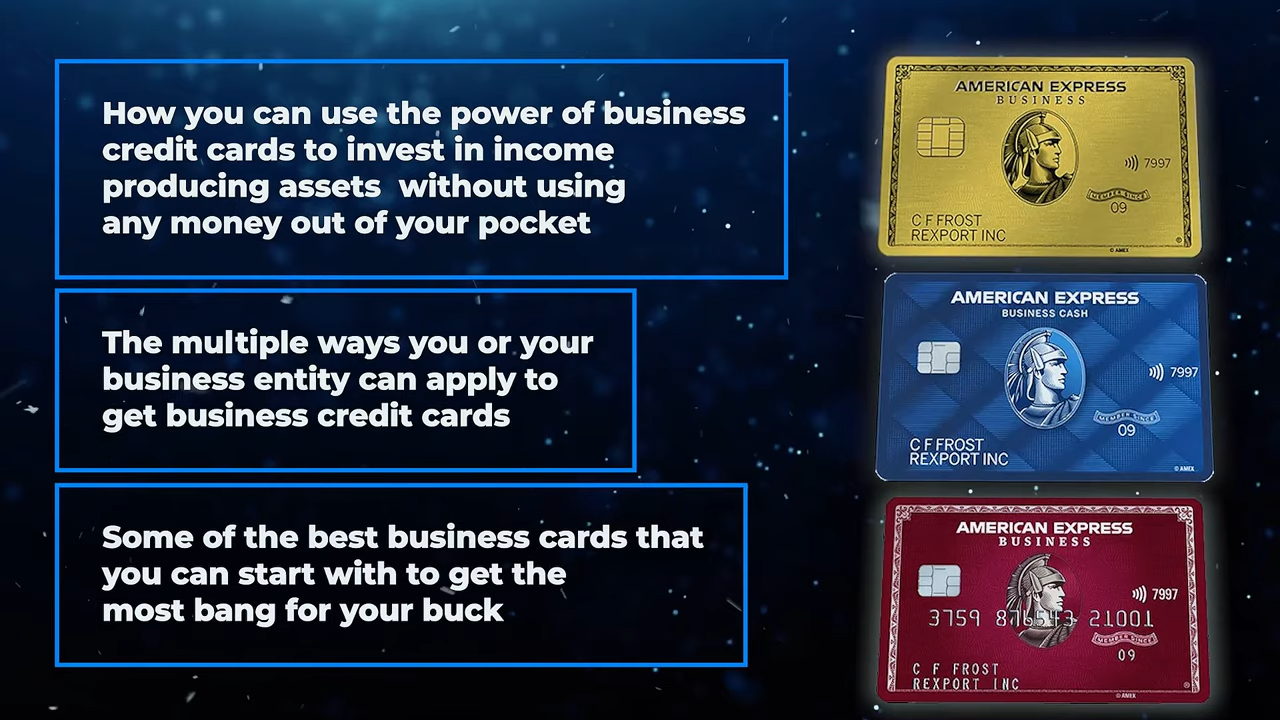 How you can use the power of business
credit cards to invest in income
producing assets  without using
any money out of your pocket
The multiple ways you or your
business entity can apply to
get business credit cards
Some of the best business cards that
you can start with to get the
most bang for your buck
AMERICAN EXPRESS
BUSINESS
7997
MEMBER SINCE
09
C F FROST
REXPORT INC
© AMEX
®
AMERICAN EXPRESS
BUSINESS CASH
7997
MEMBER SINCE
09
C F FROST
REXPORT INC
© AMEX
AMERICAN EXPRESS
BUSINESS
7997
3759 876543 21001
MEMBER SINCE
09
C F FROST
REXPORT INC
© AMEX
®